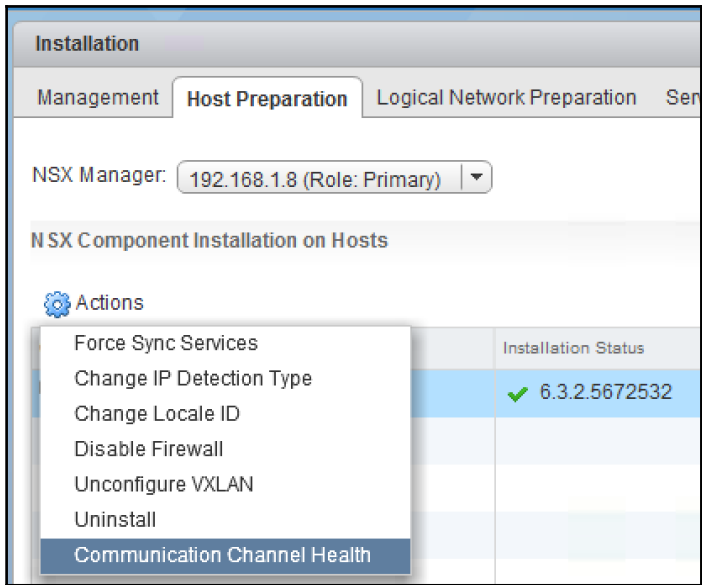 Installation
Management Host Preparation Logical Network Preparation Ser
NSX Manager: 192.168.1.8 (Role: Primary)
NSX Component Installation on Hosts
Actions
Force Sync Services
Installation Status
Change IP Detection Type
6.3.2.5672532
Change Locale ID
Disable Firewall
Unconfigure VXLAN
Uninstall
Communication Channel Health